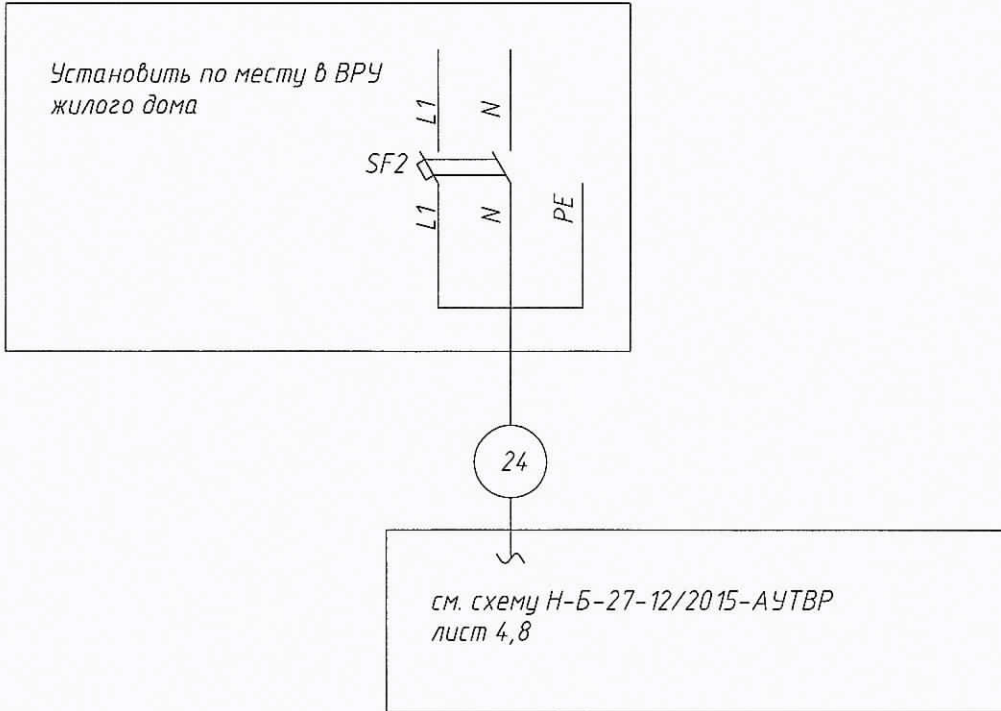 Установить по месту в ВРУ
жилого дома
L1
N
SF2
L1
N
PE
24
см. схему Н-Б-27-12/2015-АУТВР
лист 4,8